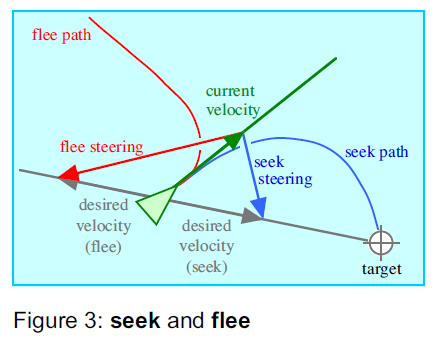 flee path
current
velocity
flee steering
seek
steering
seek path
desired
velocity
(flee)
desired
velocity
(seek)
target
Figure 3: seek and flee